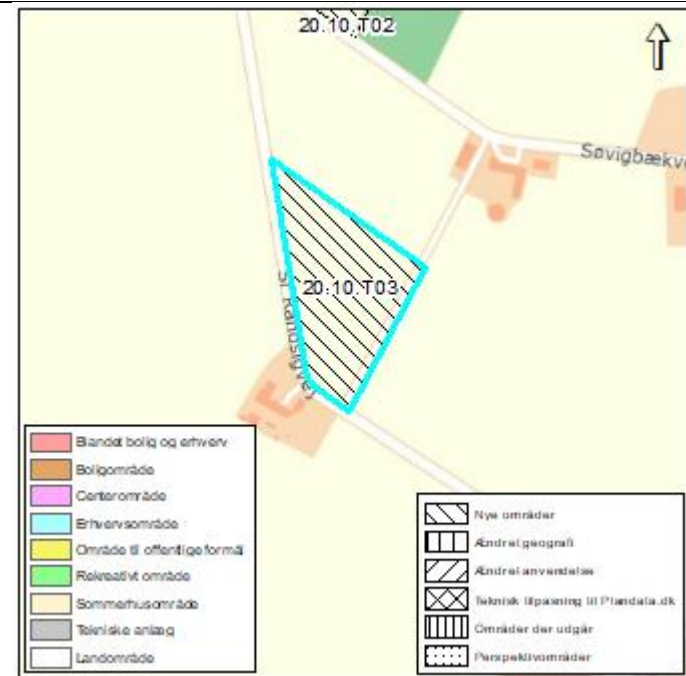 20.10.T02
Søvigbækve
20.10.T03
Blandet bolig og erhverv
Boligområde
Centerområde
Erhvervsområde
Område til offentlige formål
Rekreativt område
Sommerhusområde
Tekniske anlæg
Landområde
Nye områder
Ændret geografi
Ændret anvendelse
Teknisk tilpasning til Plandata.dk
Områder der udgår
Perspektivområder